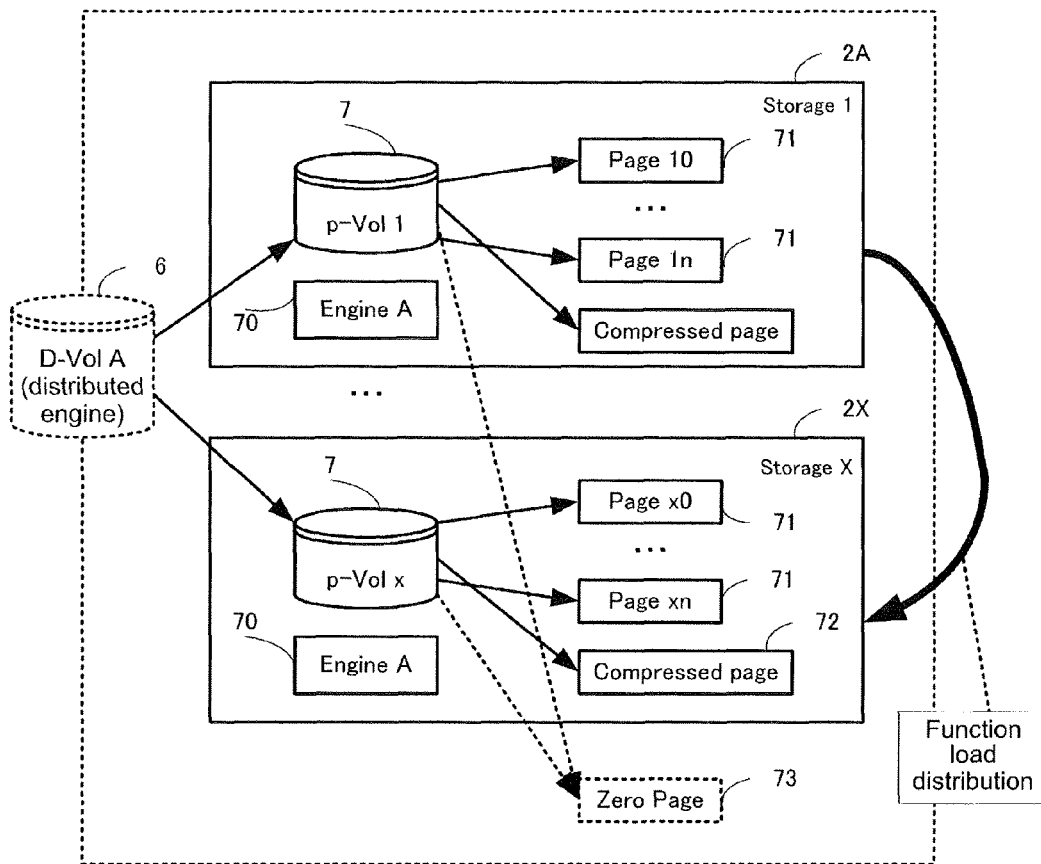 2A
Storage 1
7
71
Page 10
...
p-Vol 1
71
6
Page 1n
70
Engine A
Compressed page
D-Vol A
(distributed
engine)
...
2X
Storage X
7
Page x0
71
...
p-Vol x
71
Page xn
70
72
Engine A
Compressed page
Function
load
distribution
73
Zero Page